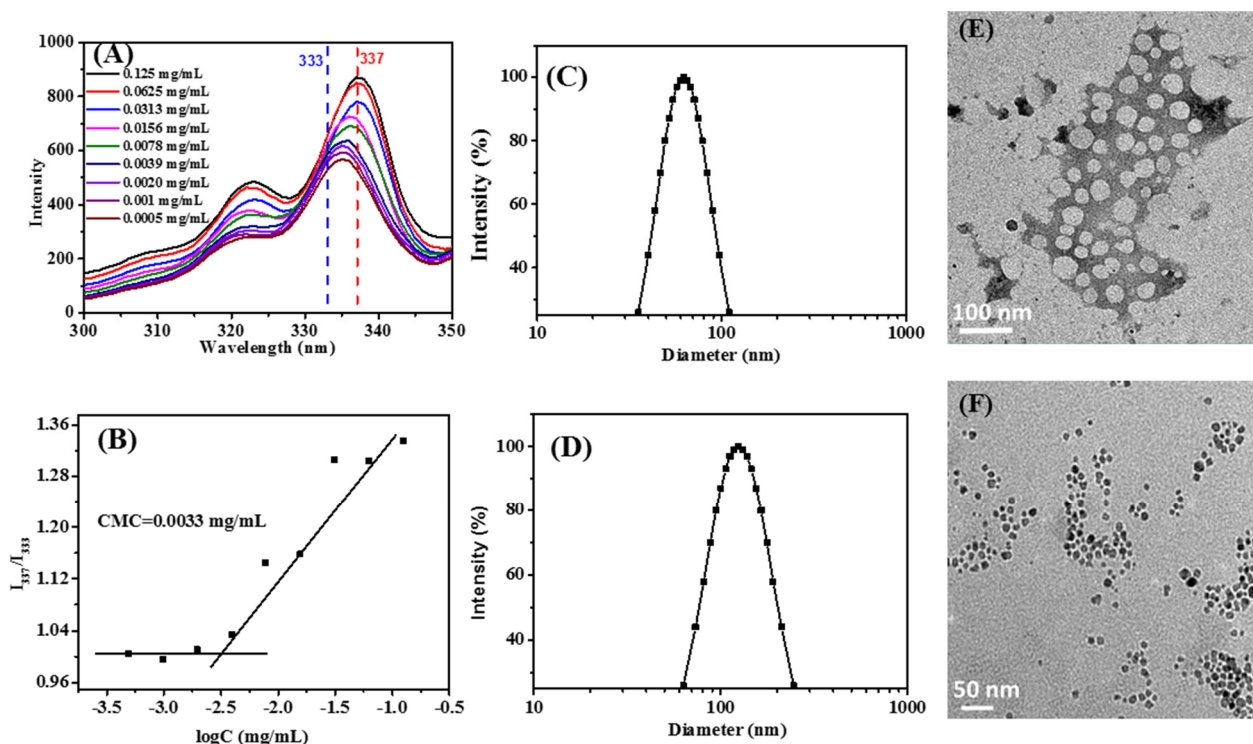 (A)
333
337
0.125 mg/mL
0.0625 mg/mL
0.0313 mg/mL
0.0156 mg/mL
0.0078 mg/mL
0.0039 mg/mL
0.0020 mg/mL
0.001 mg/mL
0.0005 mg/mL
Intensity
1000
800
600
400
200
0
300
310
320
330
340
350
Wavelength (nm)
(C)
Intensity (%)
100
80
60
40
10
100
1000
Diameter (nm)
(E)
100 nm
(B)
CMC=0.0033 mg/mL
I337/I333
1.36
1.28
1.20
1.12
1.04
0.96
-3.5
-3.0
-2.5
-2.0
-1.5
-1.0
-0.5
logC (mg/mL)
(D)
Intensity (%)
100
80
60
40
10
100
1000
Diameter (nm)
(F)
50 nm